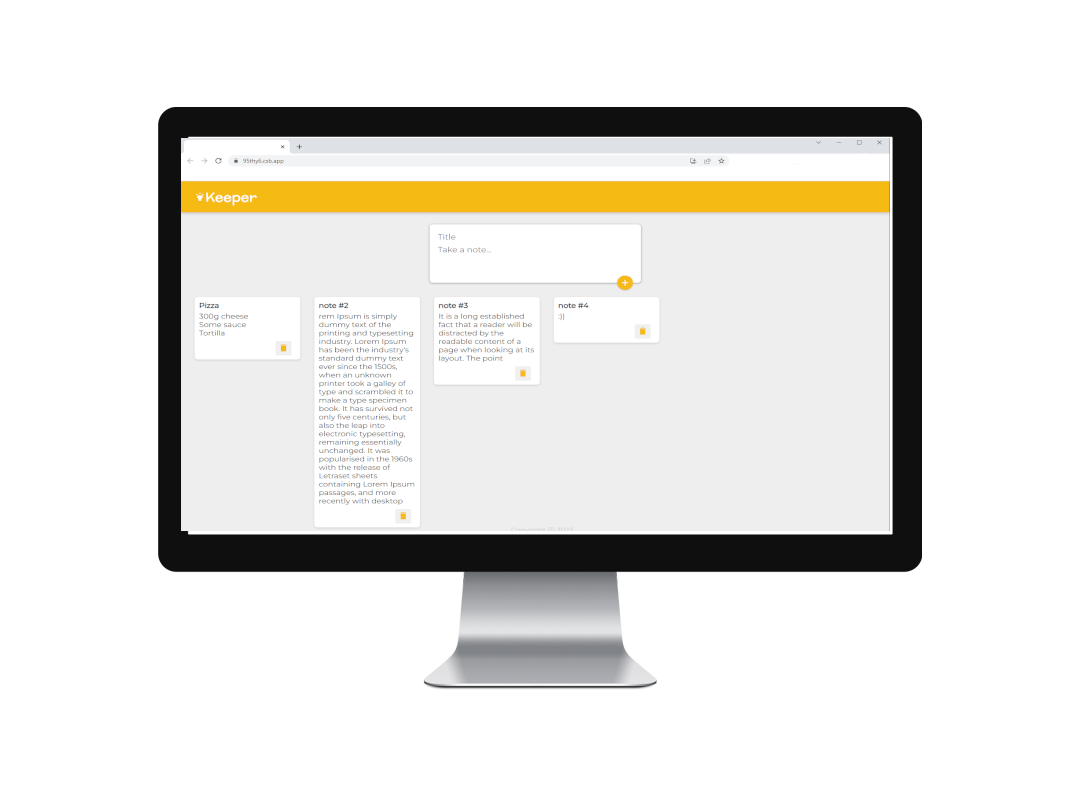 95thy6.csb.app
Keeper
Title
Take a note...
Pizza
300g cheese
Some sauce
Tortilla
note #2
rem Ipsum is simply
dummy text of the
printing and typesetting
industry. Lorem Ipsum
has been the industry's
standard dummy text
ever since the 1500s,
when an unknown
printer took a galley of
type and scrambled it to
make a type specimen
book. It has survived not
only five centuries, but
also the leap into
electronic typesetting,
remaining essentially
unchanged. It was
popularised in the 1960s
with the release of
Letraset sheets
containing Lorem Ipsum
passages, and more
recently with desktop
note #3
It is a long established
fact that a reader will be
distracted by the
readable content of a
page when looking at its
layout. The point
note #4
:))